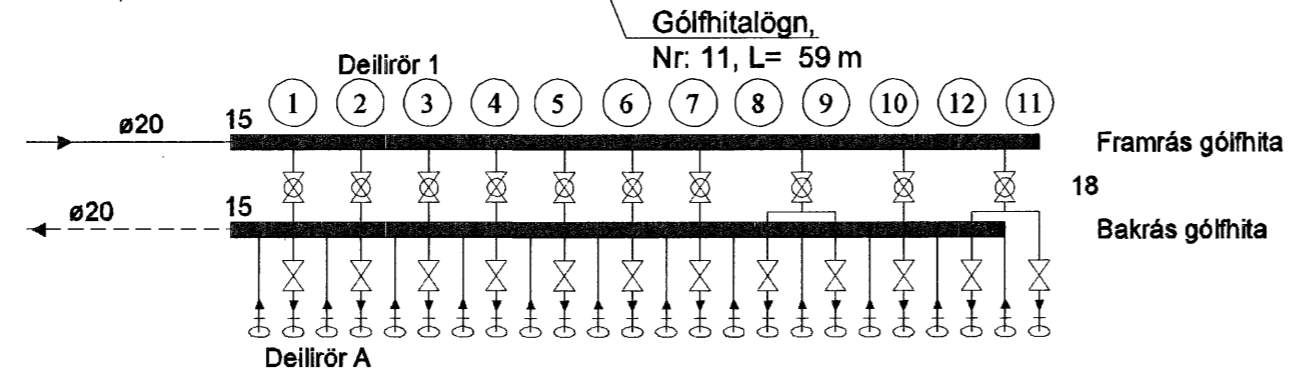 Gólfhitalögn,
Nr: 11, L= 59 m
Deilirör 1
1 2 3 4 5 6 7 8 9 10 12 11
ø20 15 Framrás gólfhita
18
ø20 15 Bakrás gólfhita
Deilirör A